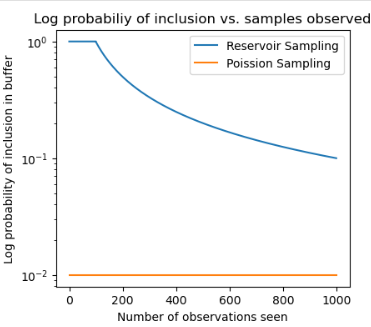 Log probabiliy of inclusion vs. samples observed
Reservoir Sampling
Poission Sampling
Log probability of inclusion in buffer
10⁰
10⁻¹
10⁻²
0 200 400 600 800 1000
Number of observations seen